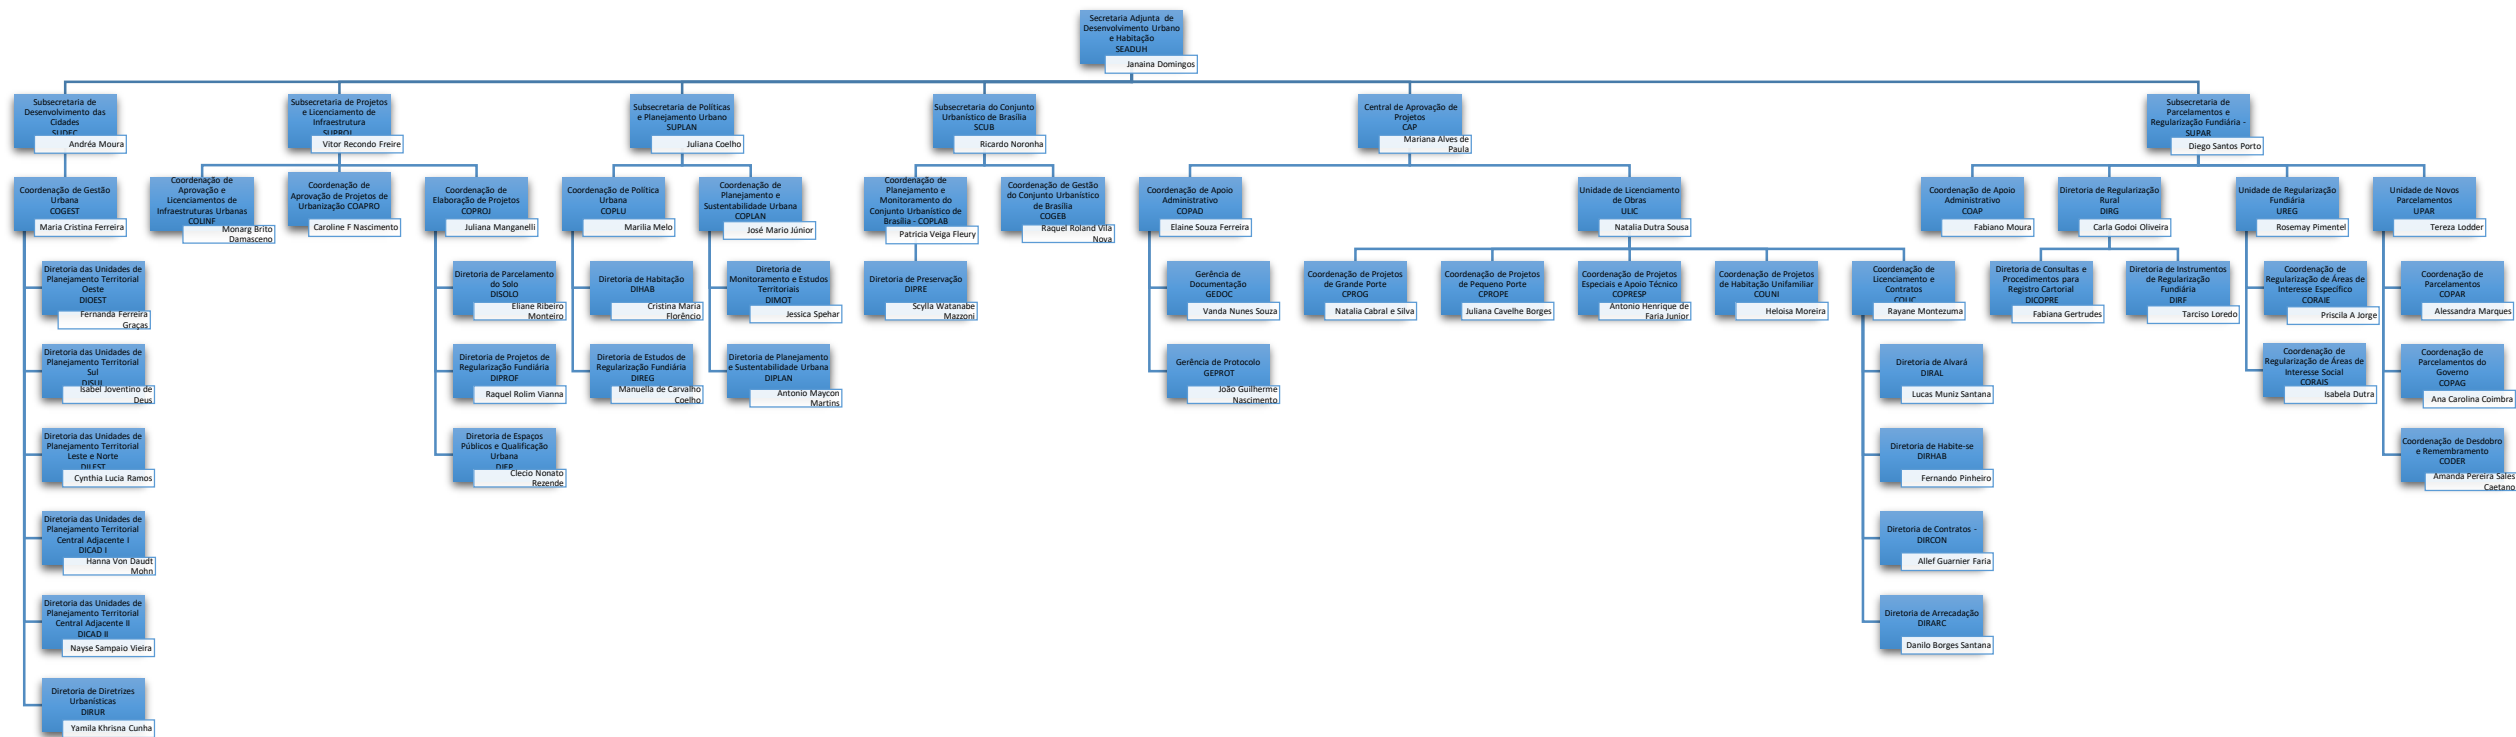 Secretaria Adjunta de
Desenvolvimento Urbano
e Habitação
SEADUH
Janaina Domingos
Subsecretaria de
Desenvolvimento das
Cidades
SUDEC
Andréa Moura
Subsecretaria de Projetos
e Licenciamento de
Infraestrutura
SUPROJ
Vitor Recondo Freire
Subsecretaria de Políticas
e Planejamento Urbano
SUPLAN
Juliana Coelho
Subsecretaria do Conjunto
Urbanístico de Brasília
SCUB
Ricardo Noronha
Central de Aprovação de
Projetos
CAP
Mariana Alves de
Paula
Subsecretaria de
Parcelamentos e
Regularização Fundiária -
SUPAR
Diego Santos Porto
Coordenação de Gestão
Urbana
COGEST
Maria Cristina Ferreira
Coordenação de
Aprovação e
Licenciamentos de
Infraestruturas Urbanas
COLINF
Monarg Brito
Damasceno
Coordenação de
Aprovação de Projetos de
Urbanização COAPRO
Caroline F Nascimento
Coordenação de
Elaboração de Projetos
COPROJ
Juliana Manganelli
Coordenação de Política
Urbana
COPLU
Marilia Melo
Coordenação de
Planejamento e
Sustentabilidade Urbana
COPLAN
José Mario Júnior
Coordenação de
Planejamento e
Monitoramento do
Conjunto Urbanístico de
Brasília - COPLAB
Patricia Veiga Fleury
Coordenação de Gestão
do Conjunto Urbanístico
de Brasília
COGEB
Raquel Roland Vila
Nova
Coordenação de Apoio
Administrativo
COPAD
Elaine Souza Ferreira
Unidade de Licenciamento
de Obras
ULIC
Natalia Dutra Sousa
Coordenação de Apoio
Administrativo
COAP
Fabiano Moura
Diretoria de Regularização
Rural
DIRG
Carla Godoi Oliveira
Unidade de Regularização
Fundiária
UREG
Rosemay Pimentel
Unidade de Novos
Parcelamentos
UPAR
Tereza Lodder
Diretoria das Unidades de
Planejamento Territorial
Oeste
DIOEST
Fernanda Ferreira
Graças
Diretoria de Parcelamento
do Solo
DISOLO
Eliane Ribeiro
Monteiro
Diretoria de Habitação
DIHAB
Cristina Maria
Florêncio
Diretoria de
Monitoramento e Estudos
Territoriais
DIMOT
Jessica Spehar
Diretoria de Preservação
DIPRE
Scylla Watanabe
Mazzoni
Gerência de
Documentação
GEDOC
Vanda Nunes Souza
Coordenação de Projetos
de Grande Porte
CPROG
Natalia Cabral e Silva
Coordenação de Projetos
de Pequeno Porte
CPROPE
Juliana Cavelhe Borges
Coordenação de Projetos
Especiais e Apoio Técnico
COPRESP
Antonio Henrique de
Faria Junior
Coordenação de Projetos
de Habitação Unifamiliar
COUNI
Heloisa Moreira
Coordenação de
Licenciamento e
Contratos
COLIC
Rayane Montezuma
Diretoria de Consultas e
Procedimentos para
Registro Cartorial
DICOPRE
Fabiana Gertrudes
Diretoria de Instrumentos
de Regularização
Fundiária
DIRF
Tarciso Loredo
Coordenação de
Regularização de Áreas de
Interesse Específico
CORAIE
Priscila A Jorge
Coordenação de
Parcelamentos
COPAR
Alessandra Marques
Diretoria das Unidades de
Planejamento Territorial
Sul
DISUL
Isabel Joventino de
Deus
Diretoria de Projetos de
Regularização Fundiária
DIPROF
Raquel Rolim Vianna
Diretoria de Estudos de
Regularização Fundiária
DIREG
Manuella de Carvalho
Coelho
Diretoria de Planejamento
e Sustentabilidade Urbana
DIPLAN
Antonio Maycon
Martins
Gerência de Protocolo
GEPROT
João Guilherme
Nascimento
Diretoria de Alvará
DIRAL
Lucas Muniz Santana
Coordenação de
Regularização de Áreas de
Interesse Social
CORAIS
Isabela Dutra
Coordenação de
Parcelamentos do
Governo
COPAG
Ana Carolina Coimbra
Diretoria das Unidades de
Planejamento Territorial
Leste e Norte
DILEST
Cynthia Lucia Ramos
Diretoria de Espaços
Públicos e Qualificação
Urbana
DIEP
Clecio Nonato
Rezende
Diretoria de Habite-se
DIRHAB
Fernando Pinheiro
Coordenação de Desdobro
e Remembramento
CODER
Amanda Pereira Sales
Caetano
Diretoria das Unidades de
Planejamento Territorial
Central Adjacente I
DICAD I
Hanna Von Daudt
Mohn
Diretoria de Contratos -
DIRCON
Allef Guarnier Faria
Diretoria das Unidades de
Planejamento Territorial
Central Adjacente II
DICAD II
Nayse Sampaio Vieira
Diretoria de Arrecadação
DIRARC
Danilo Borges Santana
Diretoria de Diretrizes
Urbanísticas
DIRUR
Yamila Khrisna Cunha